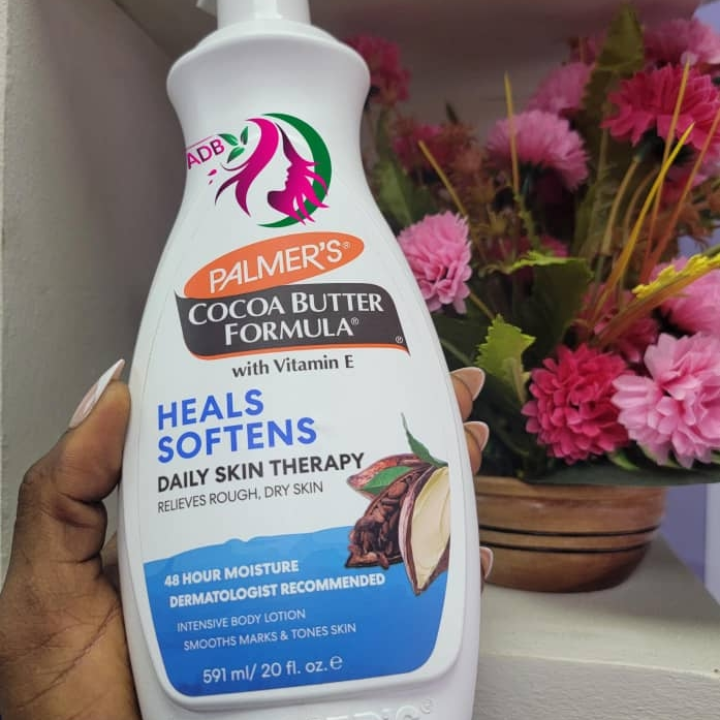 ADB
PALMER'S®
COCOA BUTTER
FORMULA®
®
with Vitamin E
HEALS
SOFTENS
DAILY SKIN THERAPY
RELIEVES ROUGH, DRY SKIN
48 HOUR MOISTURE
DERMATOLOGIST RECOMMENDED
INTENSIVE BODY LOTION
SMOOTHS MARKS & TONES SKIN
591 ml/ 20 fl. oz. ℮